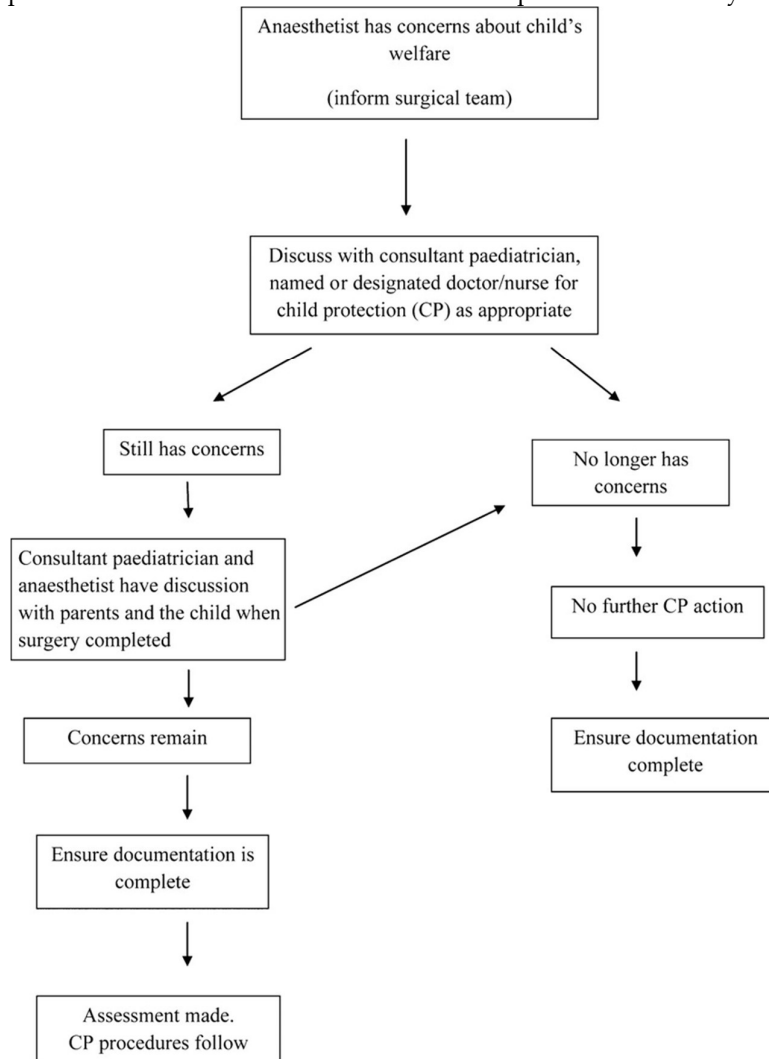 Anaesthetist has concerns about child's
welfare
(inform surgical team)
Discuss with consultant paediatrician,
named or designated doctor/nurse for
child protection (CP) as appropriate
Still has concerns
No longer has
concerns
Consultant paediatrician and
anaesthetist have discussion
with parents and the child when
surgery completed
No further CP action
Concerns remain
Ensure documentation
complete
Ensure documentation is
complete
Assessment made.
CP procedures follow